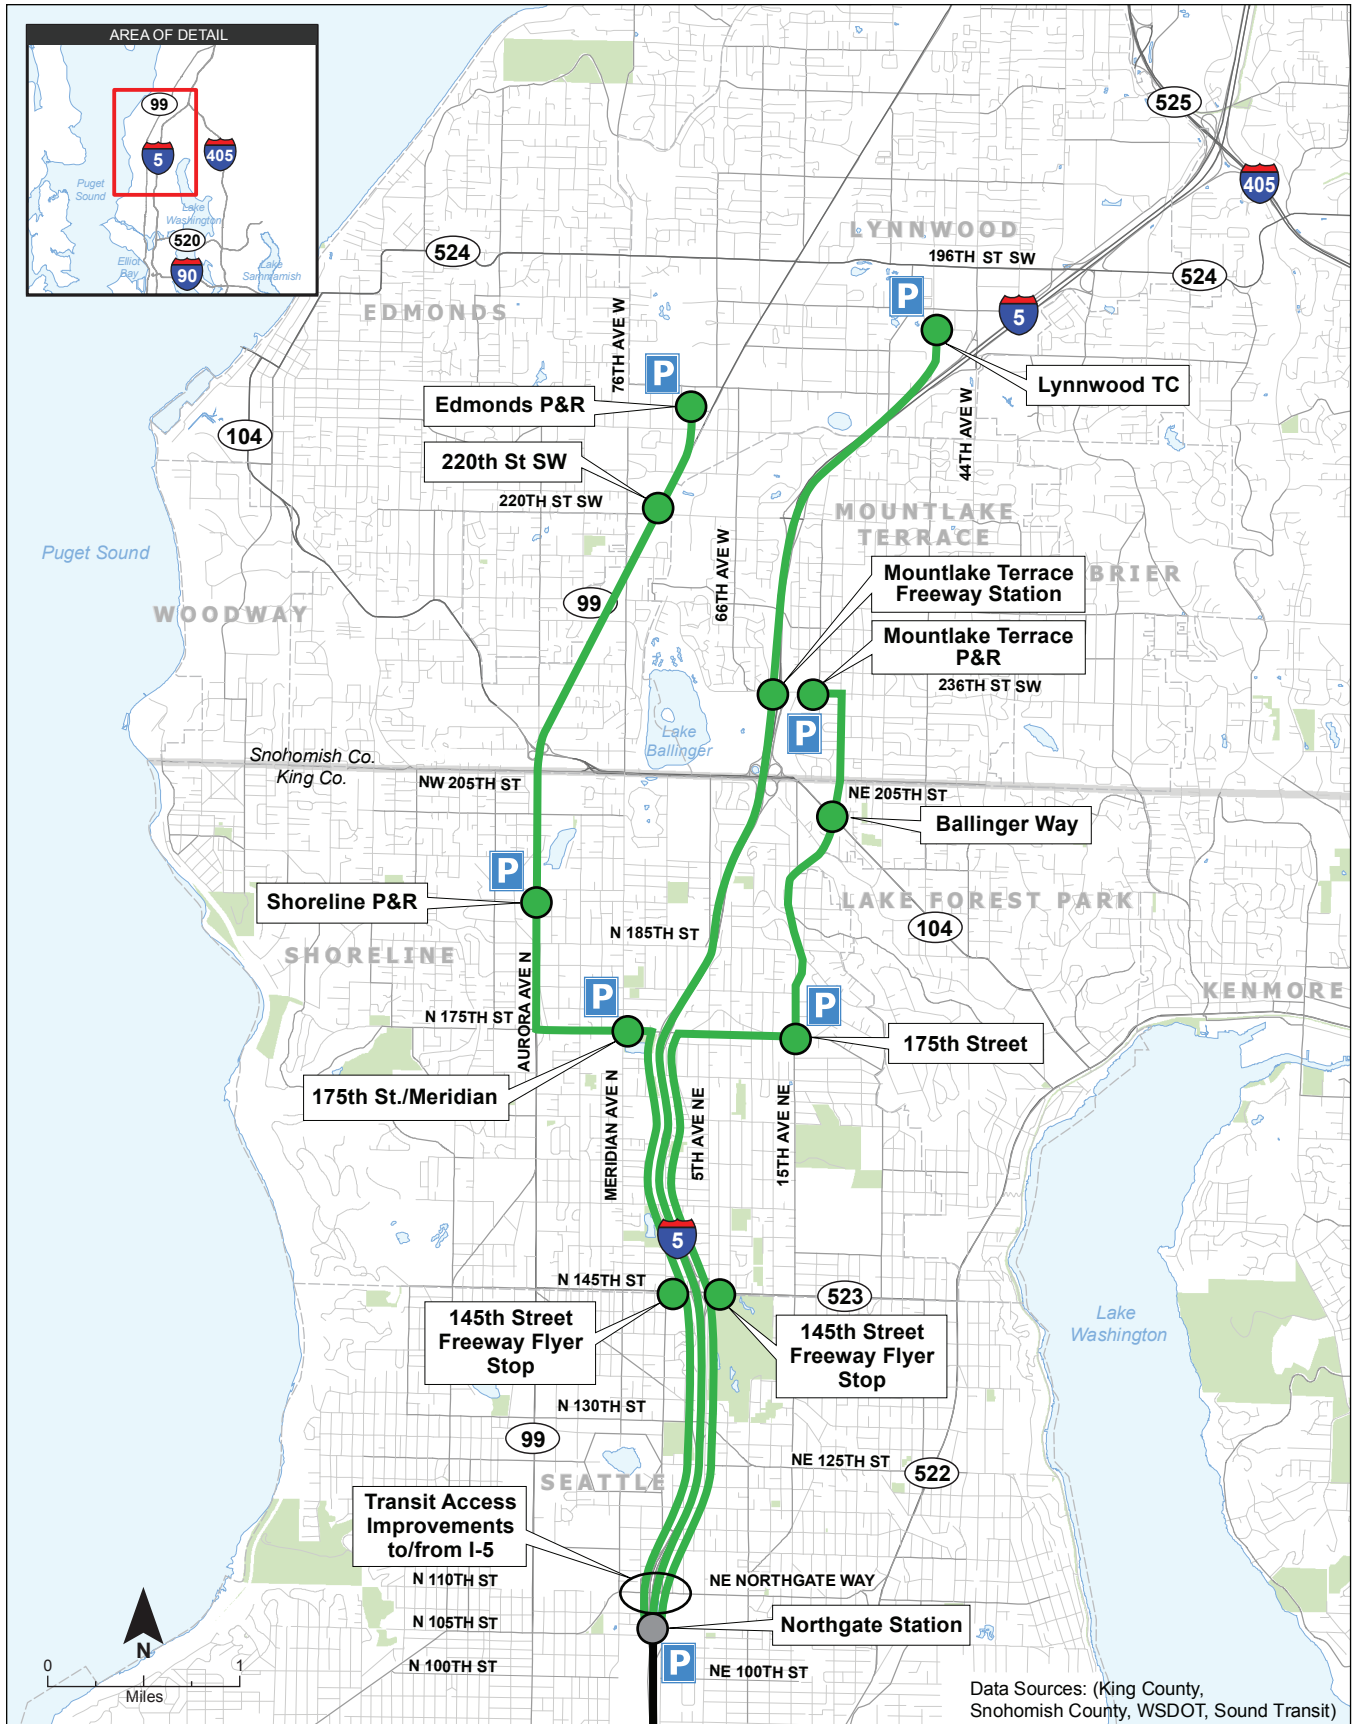 AREA OF DETAIL
99
5
405
Puget
Sound
Lake
Washington
520
Elliot
Bay
90
Lake
Sammamish
525
405
LYNNWOOD
524
196TH ST SW
524
P
5
EDMONDS
76TH AVE W
P
Lynnwood TC
Edmonds P&R
44TH AVE W
104
220th St SW
220TH ST SW
MOUNTLAKE
TERRACE
Puget Sound
66TH AVE W
Mountlake Terrace
Freeway Station
BRIER
99
WOODWAY
Mountlake Terrace
P&R
236TH ST SW
P
Lake
Ballinger
Snohomish Co.
King Co.
NW 205TH ST
NE 205TH ST
Ballinger Way
P
Shoreline P&R
LAKE FOREST PARK
104
N 185TH ST
SHORELINE
AURORA AVE N
P
P
KENMORE
N 175TH ST
175th Street
175th St./Meridian
MERIDIAN AVE N
5TH AVE NE
15TH AVE NE
5
N 145TH ST
523
145th Street
Freeway Flyer
Stop
145th Street
Freeway Flyer
Stop
Lake
Washington
N 130TH ST
99
NE 125TH ST
522
SEATTLE
Transit Access
Improvements
to/from I-5
N 110TH ST
NE NORTHGATE WAY
N 105TH ST
Northgate Station
N
P
N 100TH ST
NE 100TH ST
0
1
Miles
Data Sources: (King County,
Snohomish County, WSDOT, Sound Transit)